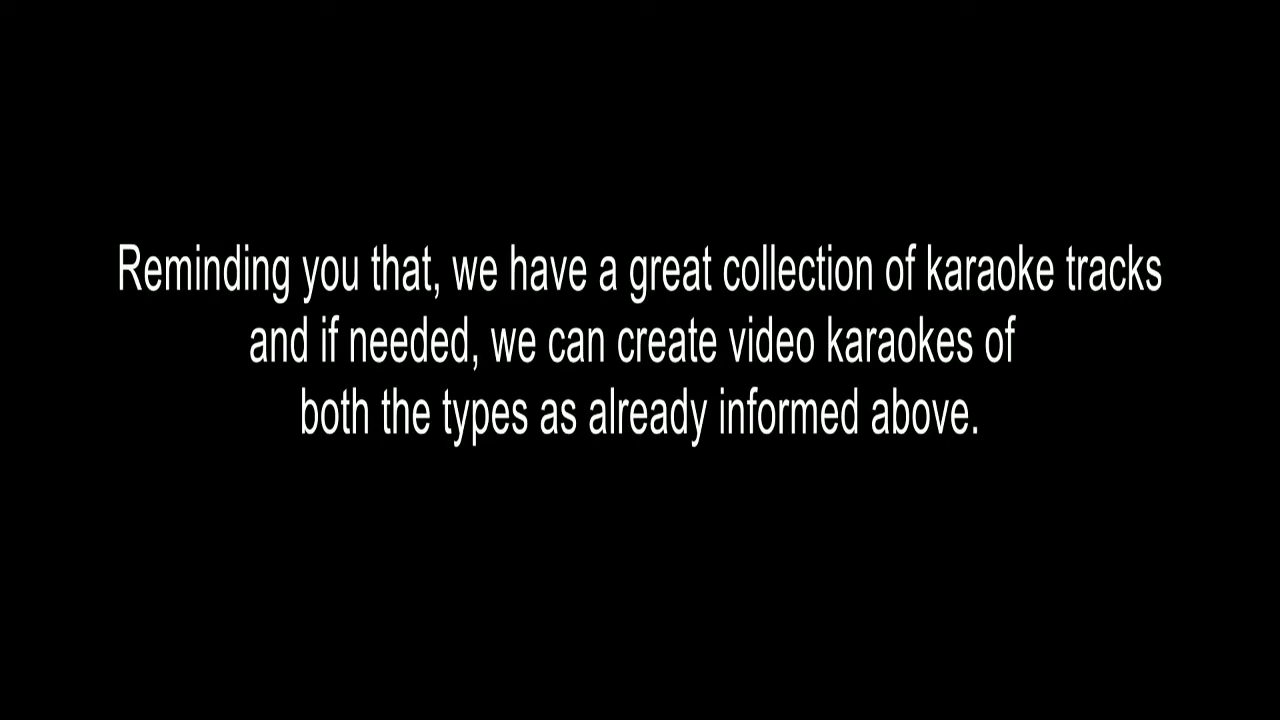 Reminding you that, we have a great collection of karaoke tracks
and if needed, we can create video karaokes of
both the types as already informed above.